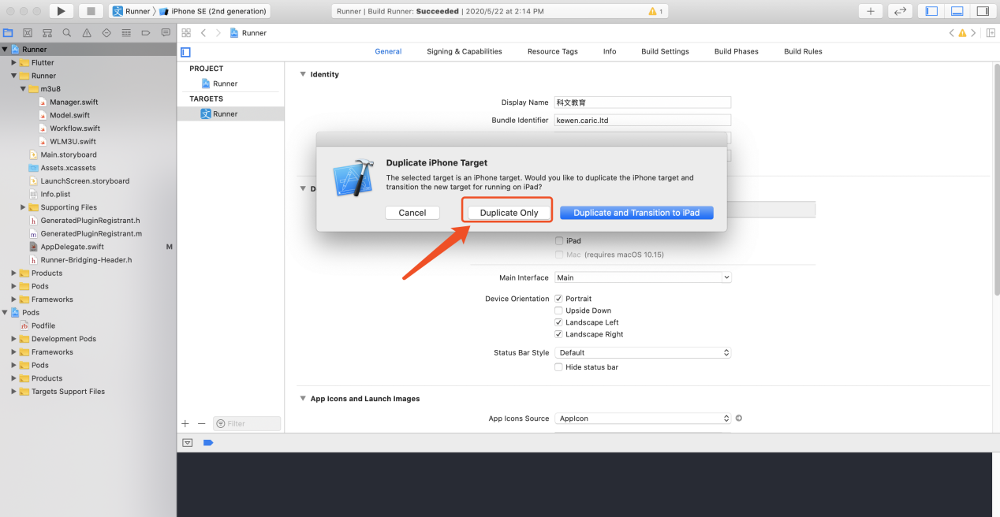 Runner 〉 iPhone SE (2nd generation)
Runner | Build Runner: Succeeded | 2020/5/22 at 2:14 PM
1
Runner
Runner
Flutter
Runner
m3u8
Manager.swift
Model.swift
Workflow.swift
WLM3U.swift
Main.storyboard
Assets.xcassets
LaunchScreen.storyboard
Info.plist
Supporting Files
GeneratedPluginRegistrant.h
GeneratedPluginRegistrant.m
AppDelegate.swift M
Runner-Bridging-Header.h
Products
Pods
Frameworks
Pods
Podfile
Development Pods
Frameworks
Pods
Products
Targets Support Files
General Signing & Capabilities Resource Tags Info Build Settings Build Phases Build Rules
PROJECT
Runner
TARGETS
Runner
Filter
Identity
Display Name 科文教育
Bundle Identifier kewen.caric.ltd
D
Duplicate iPhone Target
The selected target is an iPhone target. Would you like to duplicate the iPhone target and
transition the new target for running on iPad?
Cancel Duplicate Only Duplicate and Transition to iPad
iPad
Mac (requires macOS 10.15)
Main Interface Main
Device Orientation Portrait
Upside Down
Landscape Left
Landscape Right
Status Bar Style Default
Hide status bar
App Icons and Launch Images
App Icons Source AppIcon